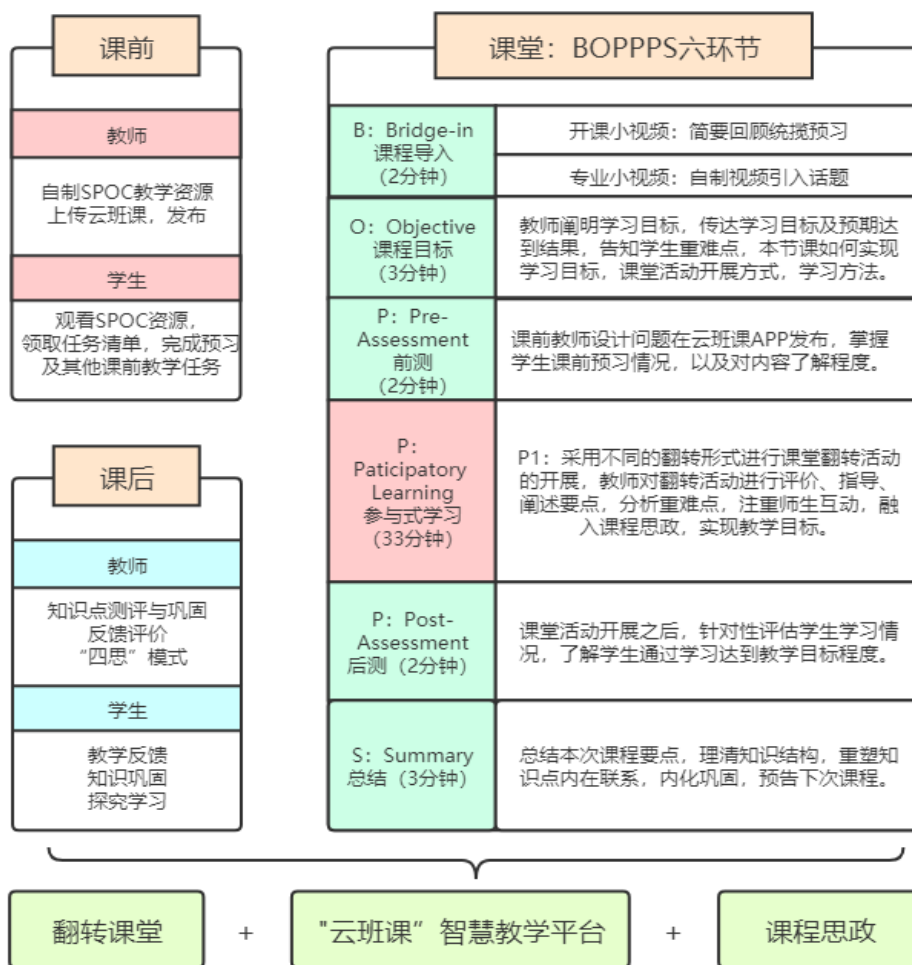 课前
教师
自制SPOC教学资源
上传云班课，发布
学生
观看SPOC资源，
领取任务清单，完成预习
及其他课前教学任务
课后
教师
知识点测评与巩固
反馈评价
“四思”模式
学生
教学反馈
知识巩固
探究学习
课堂：BOPPPS六环节
B：Bridge-in
课程导入
（2分钟）
开课小视频：简要回顾统揽预习
专业小视频：自制视频引入话题
O：Objective
课程目标
（3分钟）
教师阐明学习目标，传达学习目标及预期达
到结果，告知学生重难点，本节课如何实现
学习目标，课堂活动开展方式，学习方法。
P：Pre-
Assessment
前测
（2分钟）
课前教师设计问题在云班课APP发布，掌握
学生课前预习情况，以及对内容了解程度。
P：
Paticipatory
Learning
参与式学习
（33分钟）
P1：采用不同的翻转形式进行课堂翻转活动
的开展，教师对翻转活动进行评价、指导、
阐述要点，分析重难点，注重师生互动，融
入课程思政，实现教学目标。
P：Post-
Assessment
后测（2分钟）
课堂活动开展之后，针对性评估学生学习情
况，了解学生通过学习达到教学目标程度。
S：Summary
总结（3分钟）
总结本次课程要点，理清知识结构，重塑知
识点内在联系，内化巩固，预告下次课程。
翻转课堂 + "云班课”智慧教学平台 + 课程思政